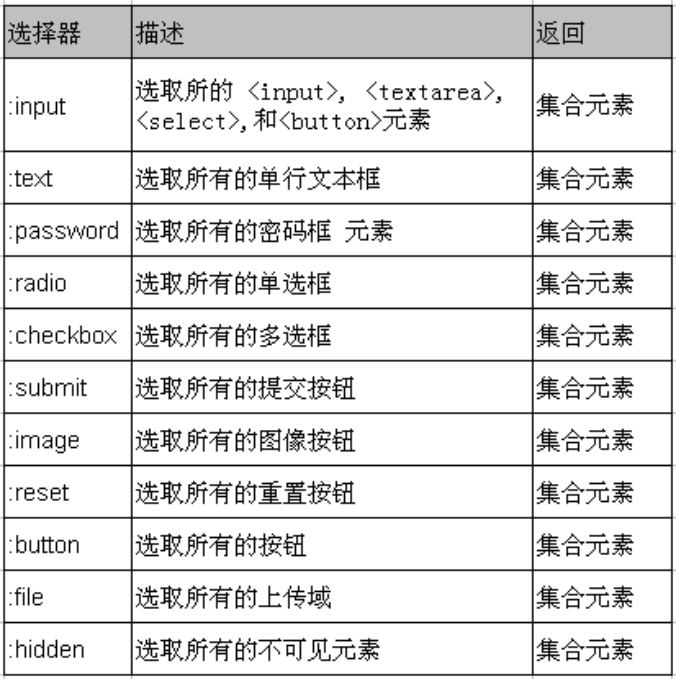 选择器 描述 返回
:input 选取所的 <input>, <textarea>, 集合元素
<select>,和<button>元素
:text 选取所有的单行文本框 集合元素
:password 选取所有的密码框 元素 集合元素
:radio 选取所有的单选框 集合元素
:checkbox 选取所有的多选框 集合元素
:submit 选取所有的提交按钮 集合元素
:image 选取所有的图像按钮 集合元素
:reset 选取所有的重置按钮 集合元素
:button 选取所有的按钮 集合元素
:file 选取所有的上传域 集合元素
:hidden 选取所有的不可见元素 集合元素